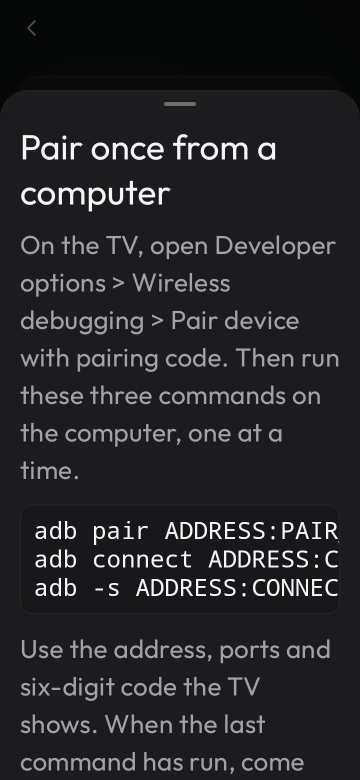 Pair once from a
computer
On the TV, open Developer
options > Wireless
debugging > Pair device
with pairing code. Then run
these three commands on
the computer, one at a
time.
adb pair ADDRESS:PAIR
adb connect ADDRESS:C
adb -s ADDRESS:CONNEC
Use the address, ports and
six-digit code the TV
shows. When the last
command has run, come